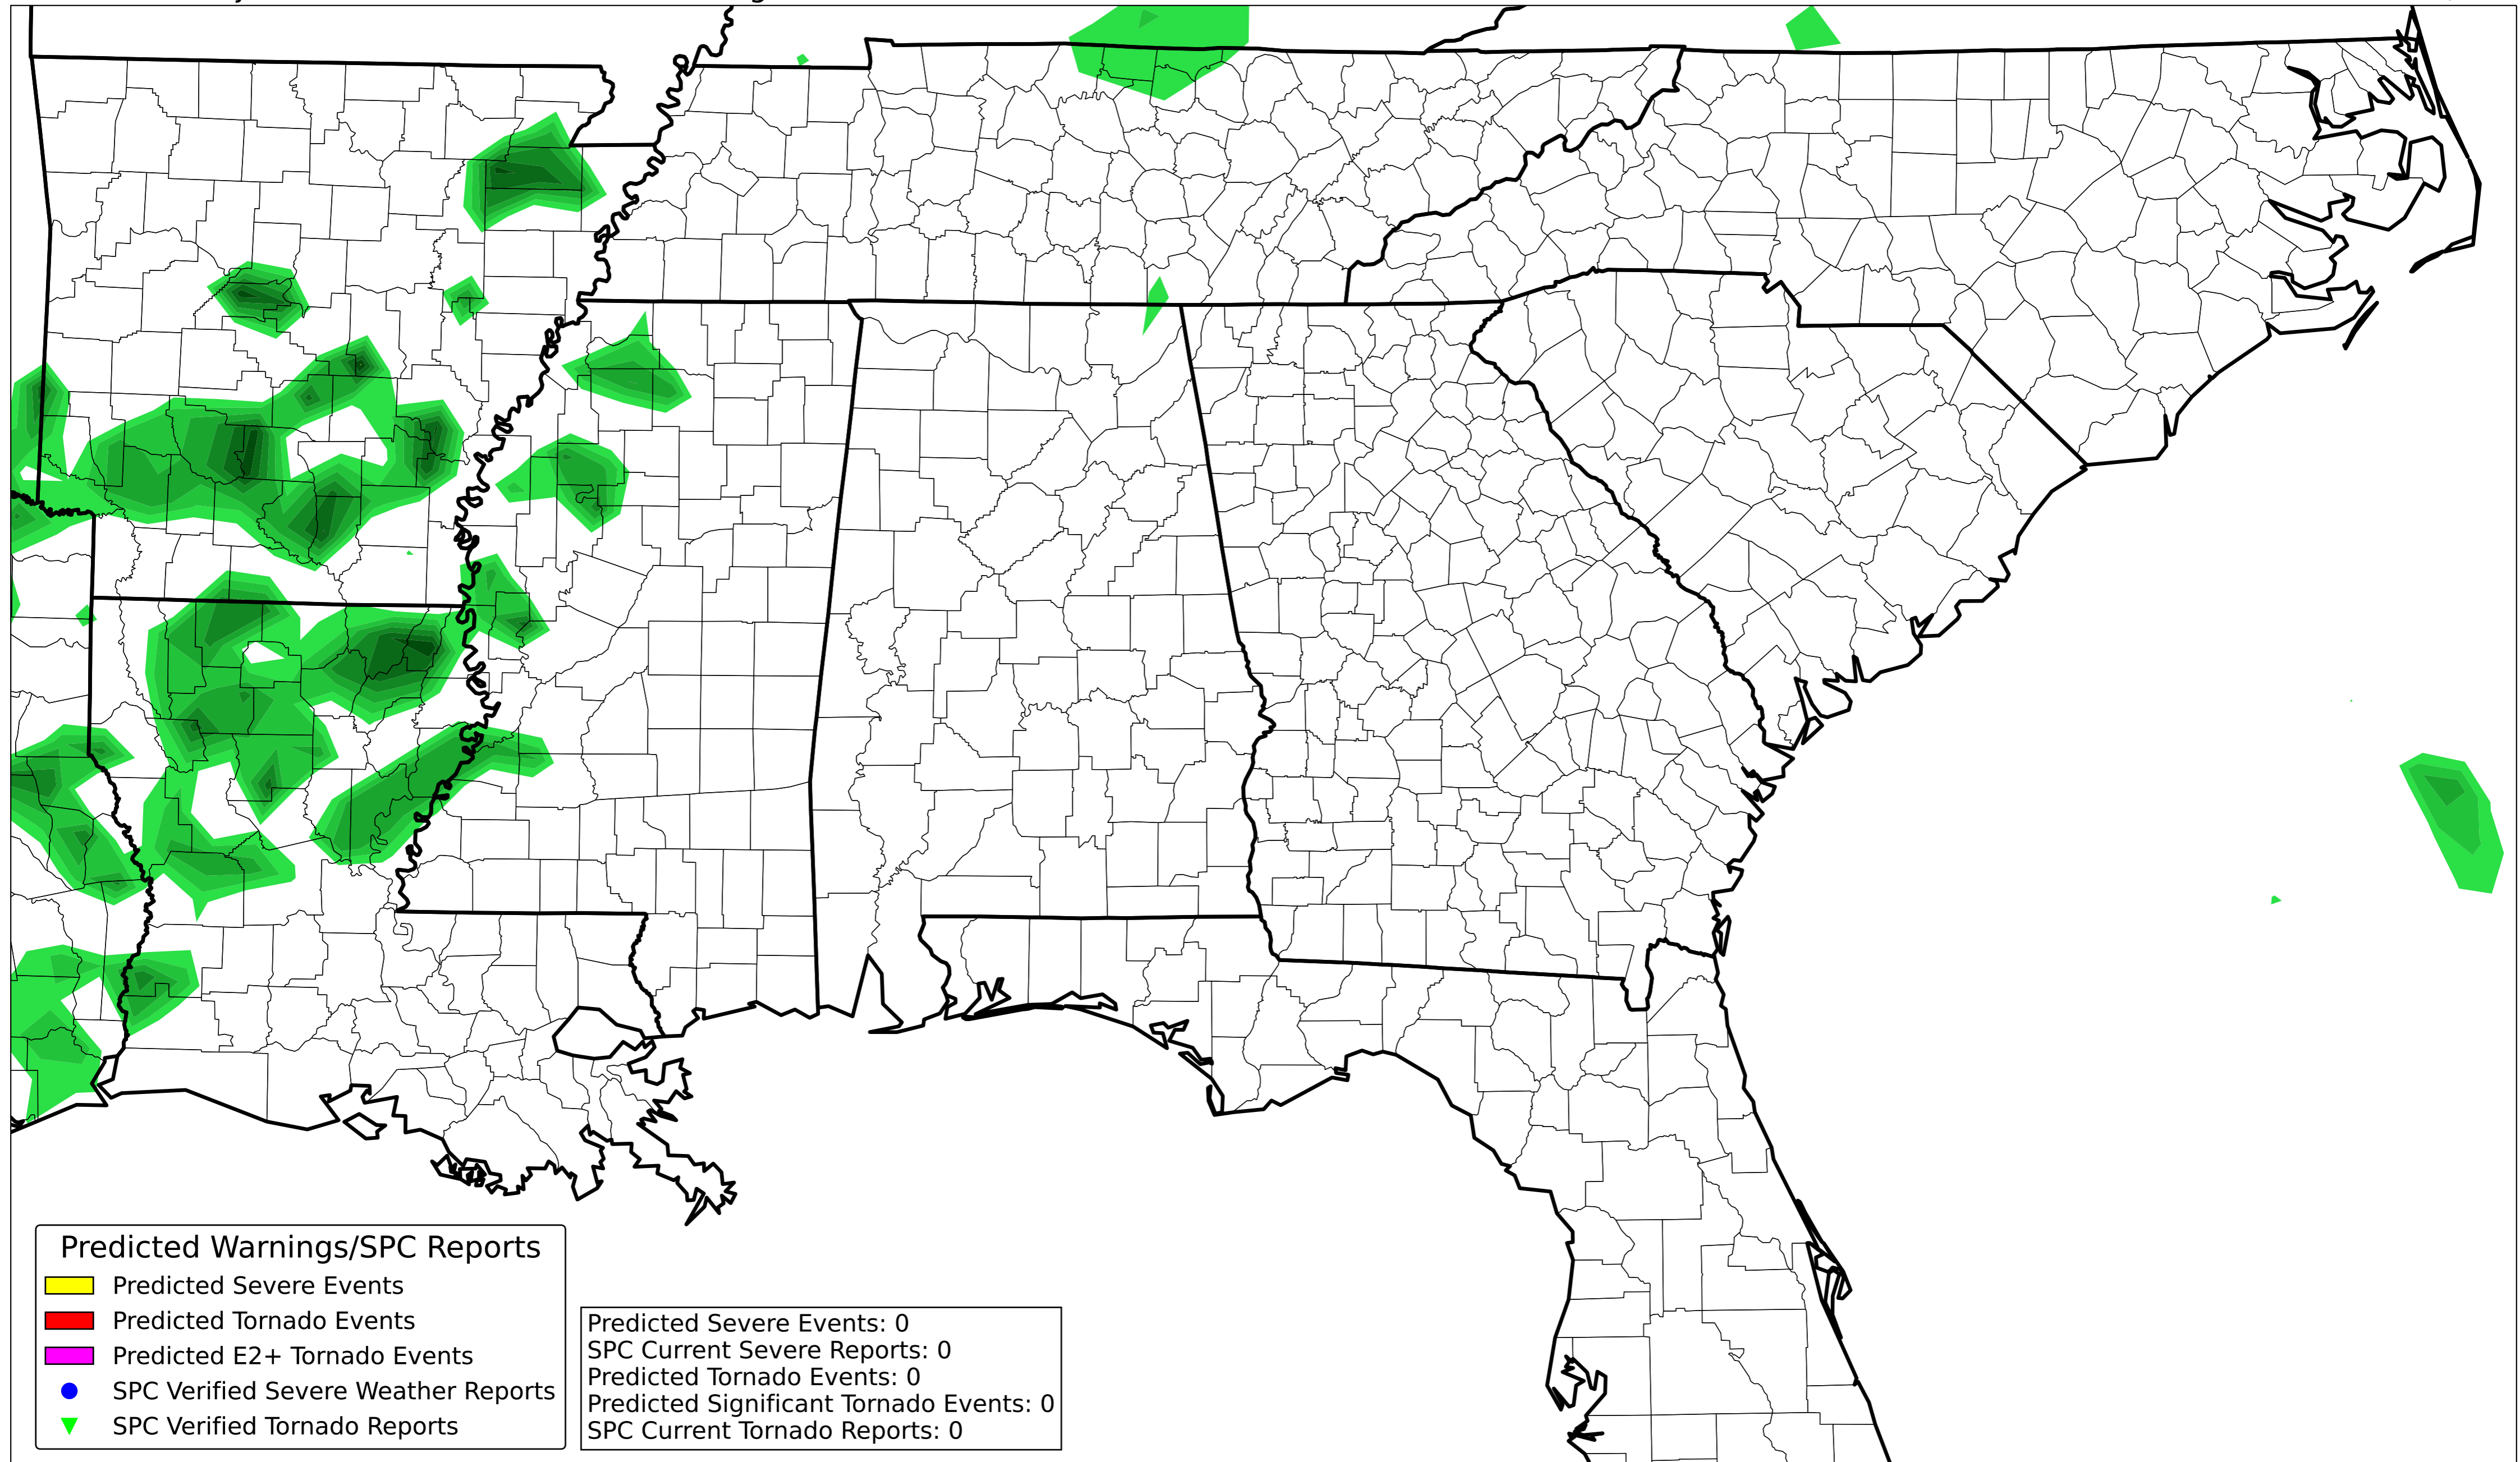 Predicted Warnings/SPC Reports
Predicted Severe Events
Predicted Tornado Events
Predicted E2+ Tornado Events
SPC Verified Severe Weather Reports
SPC Verified Tornado Reports
Predicted Severe Events: 0
SPC Current Severe Reports: 0
Predicted Tornado Events: 0
Predicted Significant Tornado Events: 0
SPC Current Tornado Reports: 0